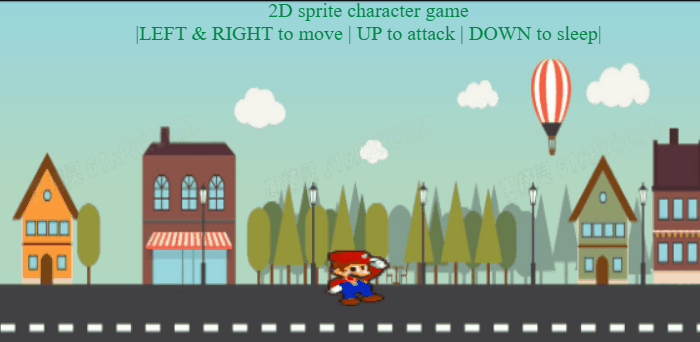 2D sprite character game
|LEFT & RIGHT to move | UP to attack | DOWN to sleep|